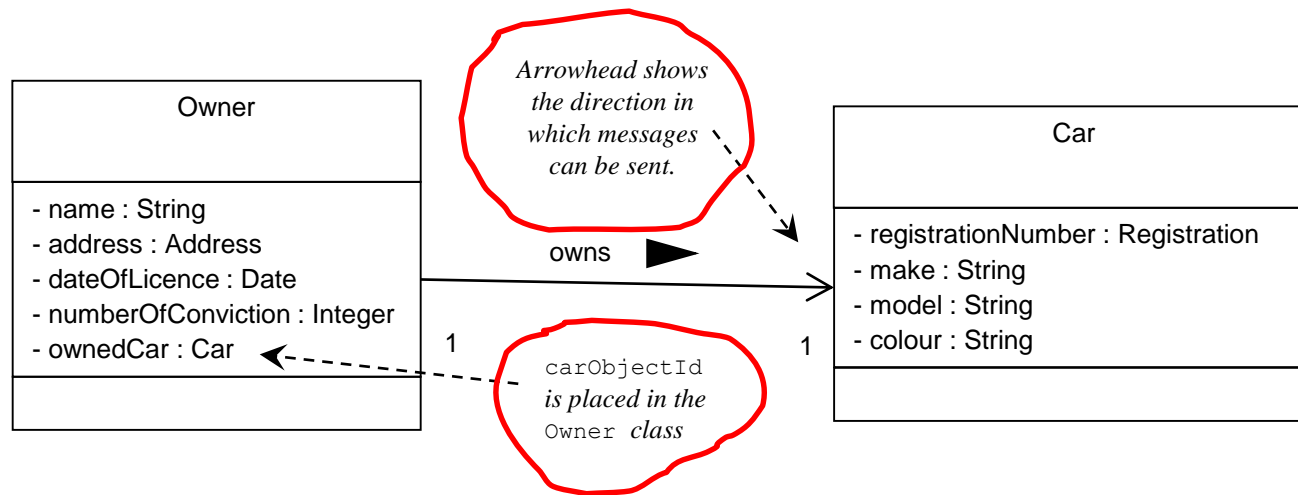 Owner
- name : String
- address : Address
- dateOfLicence : Date
- numberOfConviction : Integer
- ownedCar : Car
Arrowhead shows
the direction in
which messages
can be sent.
owns
1
1
carObjectId
is placed in the
Owner class
Car
- registrationNumber : Registration
- make : String
- model : String
- colour : String